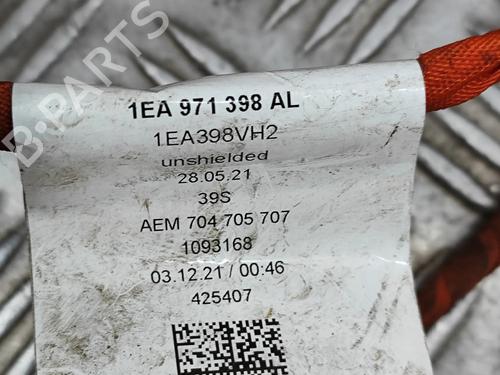 1EA 971 398 AL
1EA398VH2
unshielded
28.05.21
39S
AEM 704 705 707
1093168
03.12.21 / 00:46
425407
B-PARTS